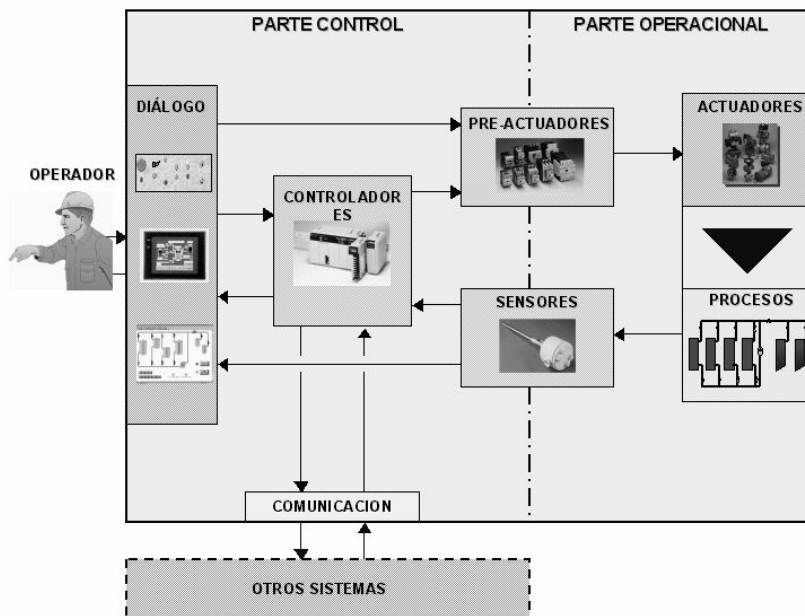 PARTE CONTROL
PARTE OPERACIONAL
DIÁLOGO
PRE-ACTUADORES
ACTUADORES
OPERADOR
CONTROLADOR
ES
SENSORES
PROCESOS
COMUNICACION
OTROS SISTEMAS